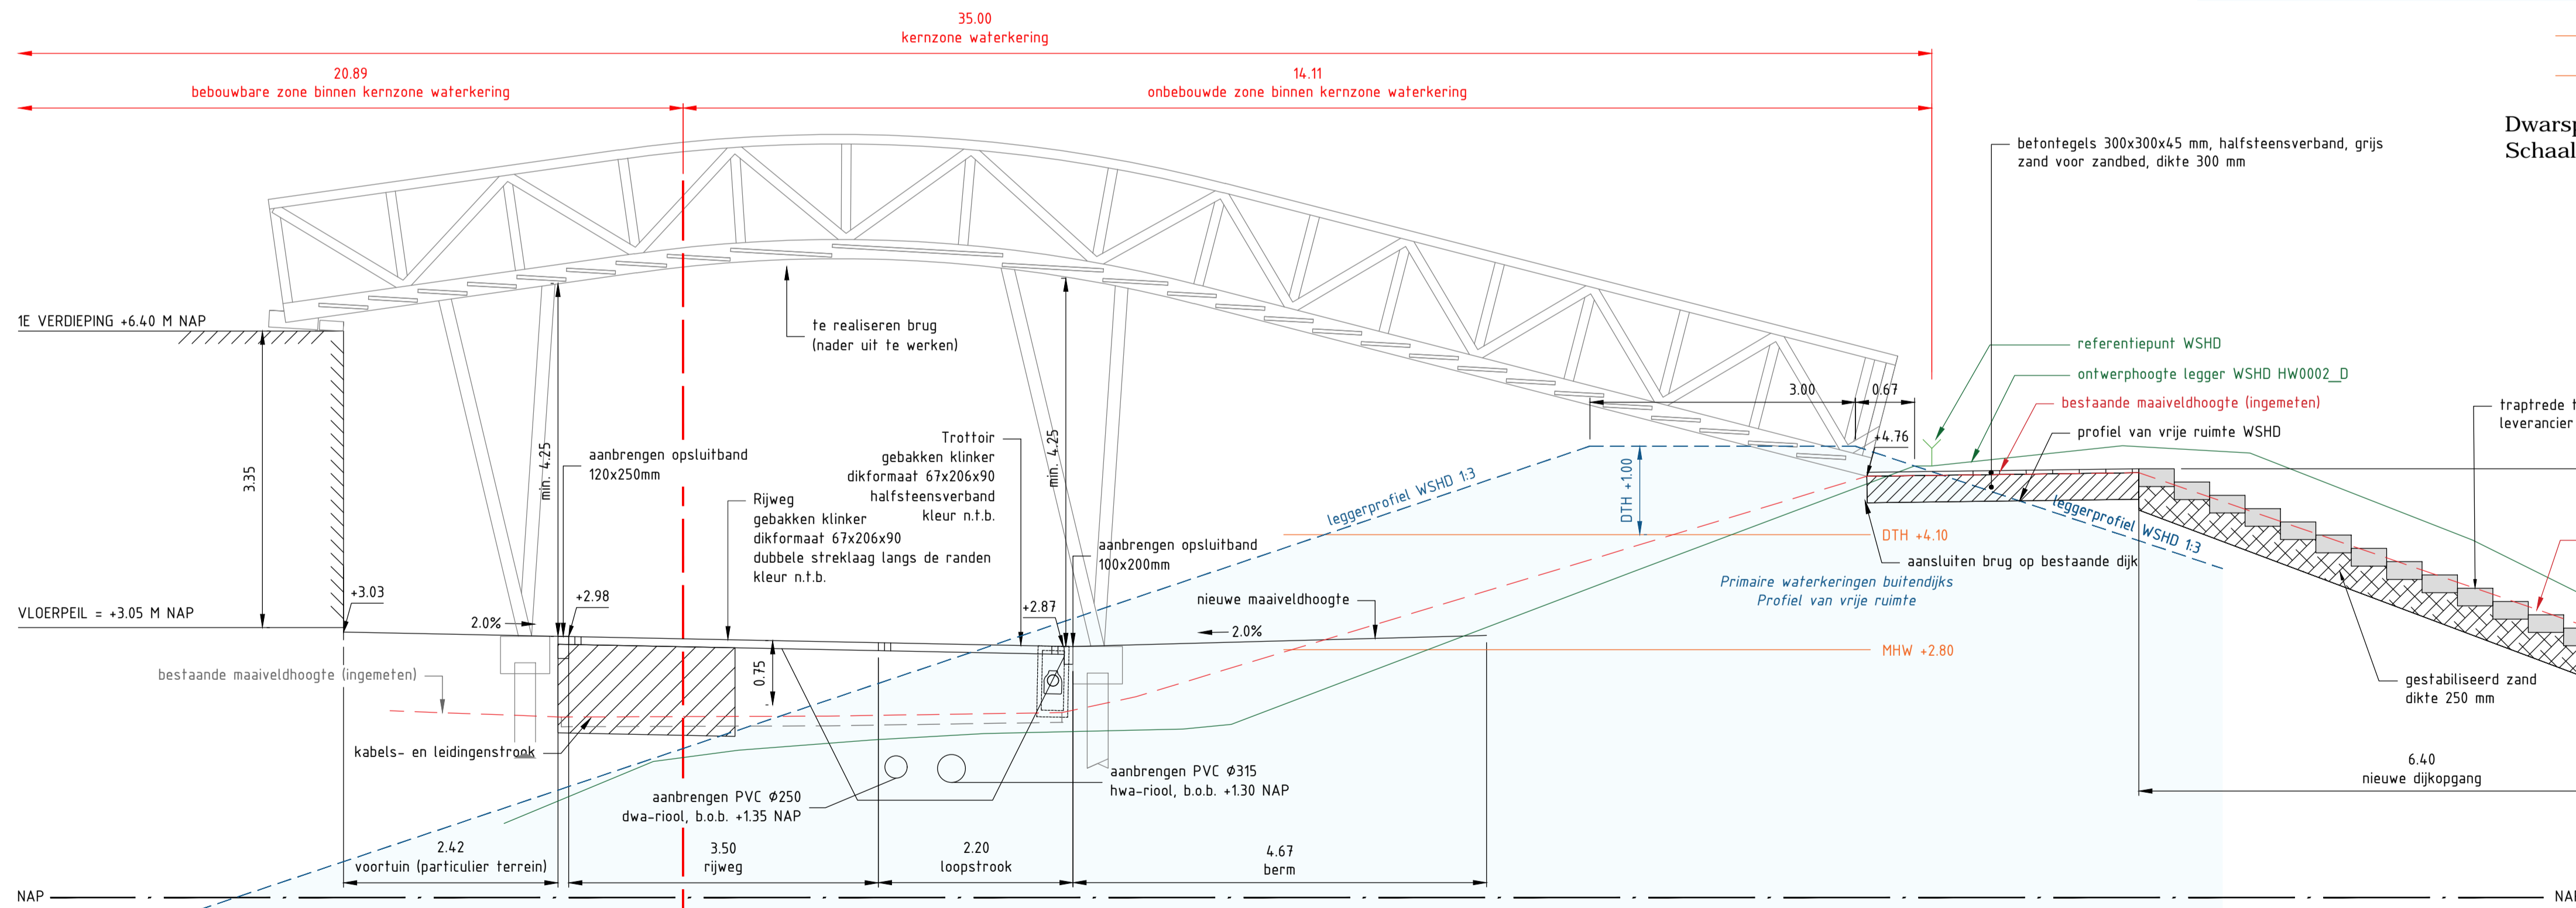 35.00
kernzone waterkering
20.89
bebouwbare zone binnen kernzone waterkering
14.11
onbebouwde zone binnen kernzone waterkering
Dwarsp
Schaal
betontegels 300x300x45 mm, halfsteensverband, grijs
zand voor zandbed, dikte 300 mm
1E VERDIEPING +6.40 M NAP
te realiseren brug
(nader uit te werken)
referentiepunt WSHD
ontwerphoogte legger WSHD HW0002_D
bestaande maaiveldhoogte (ingemeten)
profiel van vrije ruimte WSHD
traptrede t
leverancier
3.00
0.67
+4.76
3.35
min. 4.25
aanbrengen opsluitband
120x250mm
Trottoir
gebakken klinker
dikformaat 67x206x90
halfsteensverband
kleur n.t.b.
min. 4.25
Rijweg
gebakken klinker
dikformaat 67x206x90
dubbele streklaag langs de randen
kleur n.t.b.
aanbrengen opsluitband
100x200mm
leggerprofiel WSHD 1:3
DTH +1.00
DTH +4.10
leggerprofiel WSHD 1:3
aansluiten brug op bestaande dijk
Primaire waterkeringen buitendijks
Profiel van vrije ruimte
VLOERPEIL = +3.05 M NAP
+3.03
2.0%
+2.98
+2.87
nieuwe maaiveldhoogte
2.0%
MHW +2.80
bestaande maaiveldhoogte (ingemeten)
0.75
gestabiliseerd zand
dikte 250 mm
kabels- en leidingenstrook
aanbrengen PVC Ø315
hwa-riool, b.o.b. +1.30 NAP
aanbrengen PVC Ø250
dwa-riool, b.o.b. +1.35 NAP
6.40
nieuwe dijkopgang
2.42
voortuin (particulier terrein)
3.50
rijweg
2.20
loopstrook
4.67
berm
NAP
NAP